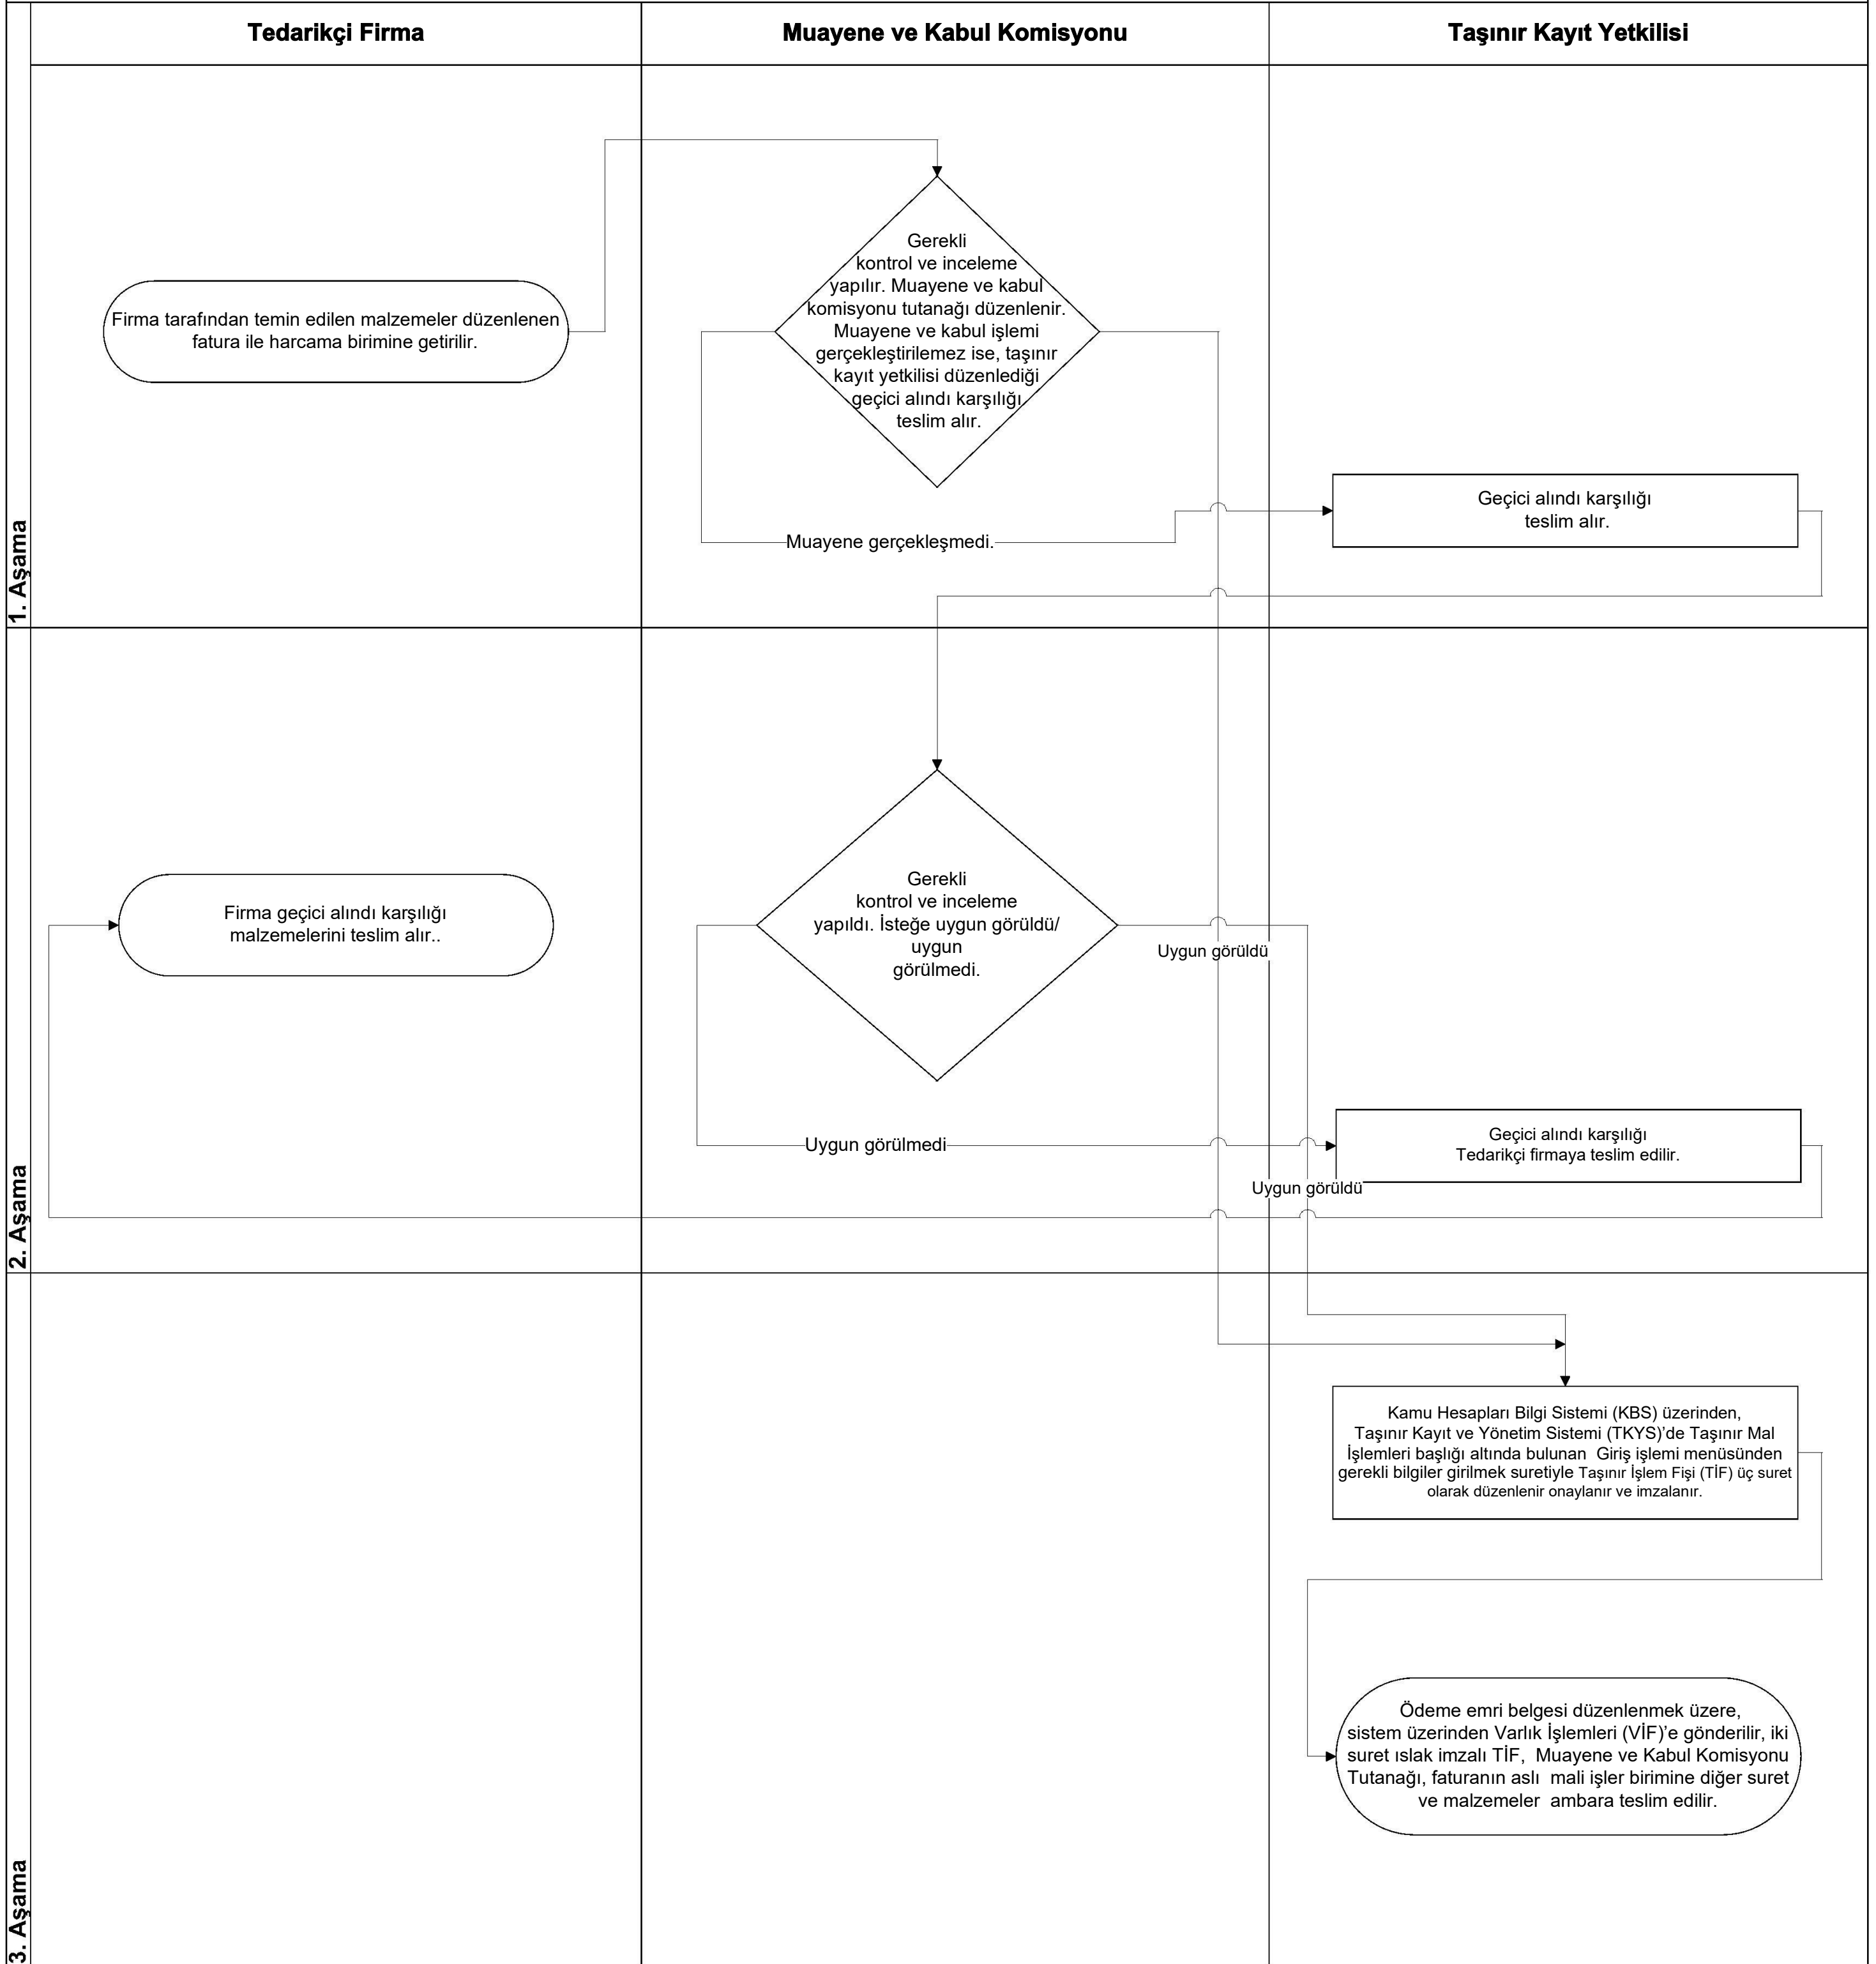 Tedarikçi Firma
Muayene ve Kabul Komisyonu
Taşınır Kayıt Yetkilisi
1. Aşama
Firma tarafından temin edilen malzemeler düzenlenen
fatura ile harcama birimine getirilir.
Gerekli
kontrol ve inceleme
yapılır. Muayene ve kabul
komisyonu tutanağı düzenlenir.
Muayene ve kabul işlemi
gerçekleştirilemez ise, taşınır
kayıt yetkilisi düzenlediği
geçici alındı karşılığı
teslim alır.
Muayene gerçekleşmedi.
Geçici alındı karşılığı
teslim alır.
2. Aşama
Firma geçici alındı karşılığı
malzemelerini teslim alır..
Gerekli
kontrol ve inceleme
yapıldı. İsteğe uygun görüldü/
uygun
görülmedi.
Uygun görüldü
Uygun görülmedi
Geçici alındı karşılığı
Tedarikçi firmaya teslim edilir.
Uygun görüldü
3. Aşama
Kamu Hesapları Bilgi Sistemi (KBS) üzerinden,
Taşınır Kayıt ve Yönetim Sistemi (TKYS)’de Taşınır Mal
İşlemleri başlığı altında bulunan  Giriş işlemi menüsünden
gerekli bilgiler girilmek suretiyle Taşınır İşlem Fişi (TİF) üç suret
olarak düzenlenir onaylanır ve imzalanır.
Ödeme emri belgesi düzenlenmek üzere,
sistem üzerinden Varlık İşlemleri (VİF)’e gönderilir, iki
suret ıslak imzalı TİF,  Muayene ve Kabul Komisyonu
Tutanağı, faturanın aslı  mali işler birimine diğer suret
ve malzemeler  ambara teslim edilir.